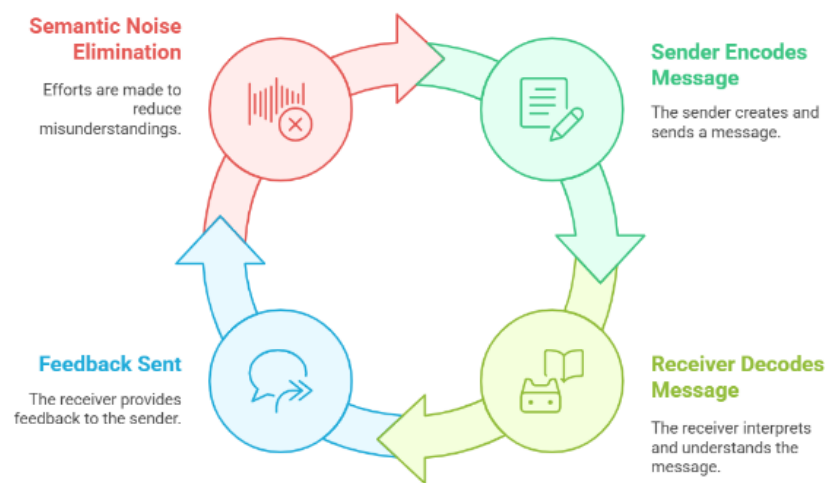 Semantic Noise
Elimination
Efforts are made to
reduce
misunderstandings.
Sender Encodes
Message
The sender creates and
sends a message.
Feedback Sent
The receiver provides
feedback to the sender.
Receiver Decodes
Message
The receiver interprets
and understands the
message.